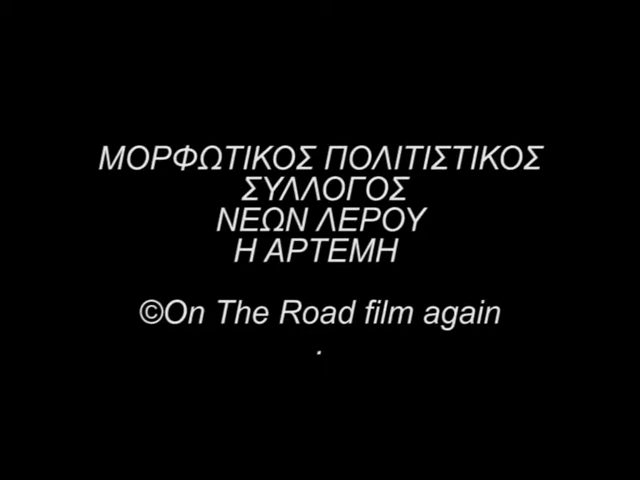 ΜΟΡΦΩΤΙΚΟΣ ΠΟΛΙΤΙΣΤΙΚΟΣ
ΣΥΛΛΟΓΟΣ
ΝΕΩΝ ΛΕΡΟΥ
Η ΑΡΤΕΜΗ
©On The Road film again
.